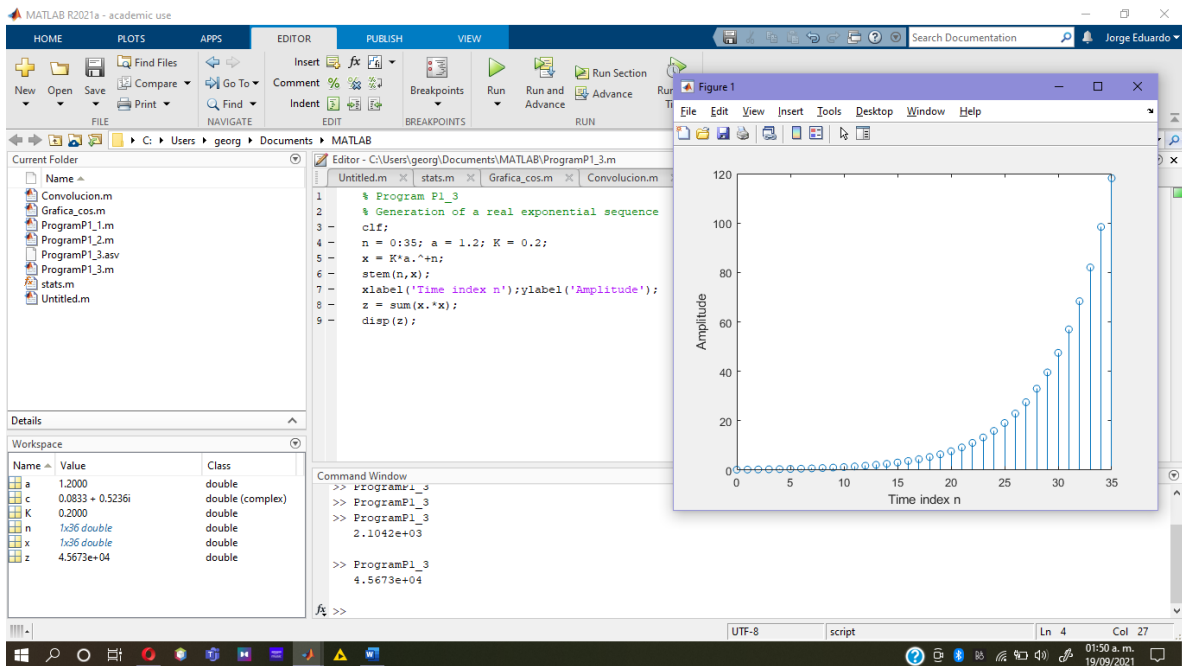 MATLAB R2021a - academic use
HOME PLOTS APPS EDITOR PUBLISH VIEW
Search Documentation
Jorge Eduardo
New Open Save
Find Files
Compare
Print
Go To
Find
Insert fx
Comment %
Indent
Breakpoints
Run
Run and
Advance
Run Section
Advance
FILE NAVIGATE EDIT BREAKPOINTS RUN
C: Users georg Documents MATLAB
Current Folder
Name
Convolucion.m
Grafica_cos.m
ProgramP1_1.m
ProgramP1_2.m
ProgramP1_3.asv
ProgramP1_3.m
stats.m
Untitled.m
Details
Workspace
Name Value Class
a 1.2000 double
c 0.0833 + 0.5236i double (complex)
K 0.2000 double
n 1x36 double double
x 1x36 double double
z 4.5673e+04 double
Editor - C:\Users\georg\Documents\MATLAB\ProgramP1_3.m
Untitled.m stats.m Grafica_cos.m Convolucion.m
1 % Program P1_3
2 % Generation of a real exponential sequence
3 - clf;
4 - n = 0:35; a = 1.2; K = 0.2;
5 - x = K*a.^+n;
6 - stem(n,x);
7 - xlabel('Time index n');ylabel('Amplitude');
8 - z = sum(x.*x);
9 - disp(z);
Command Window
>> ProgramP1_3
>> ProgramP1_3
>> ProgramP1_3
2.1042e+03
>> ProgramP1_3
4.5673e+04
fx >>
Figure 1
File Edit View Insert Tools Desktop Window Help
120
100
80
60
40
20
0
Amplitude
0 5 10 15 20 25 30 35
Time index n
UTF-8 script Ln 4 Col 27
01:50 a. m.
19/09/2021